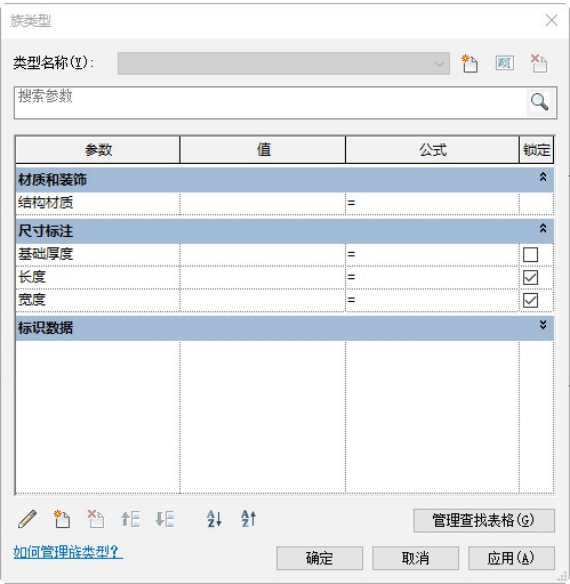 族类型
类型名称(Y):
搜索参数
参数 值 公式 锁定
材质和装饰
结构材质 =
尺寸标注
基础厚度 =
长度 =
宽度 =
标识数据
管理查找表格(G)
如何管理族类型?
确定 取消 应用(A)